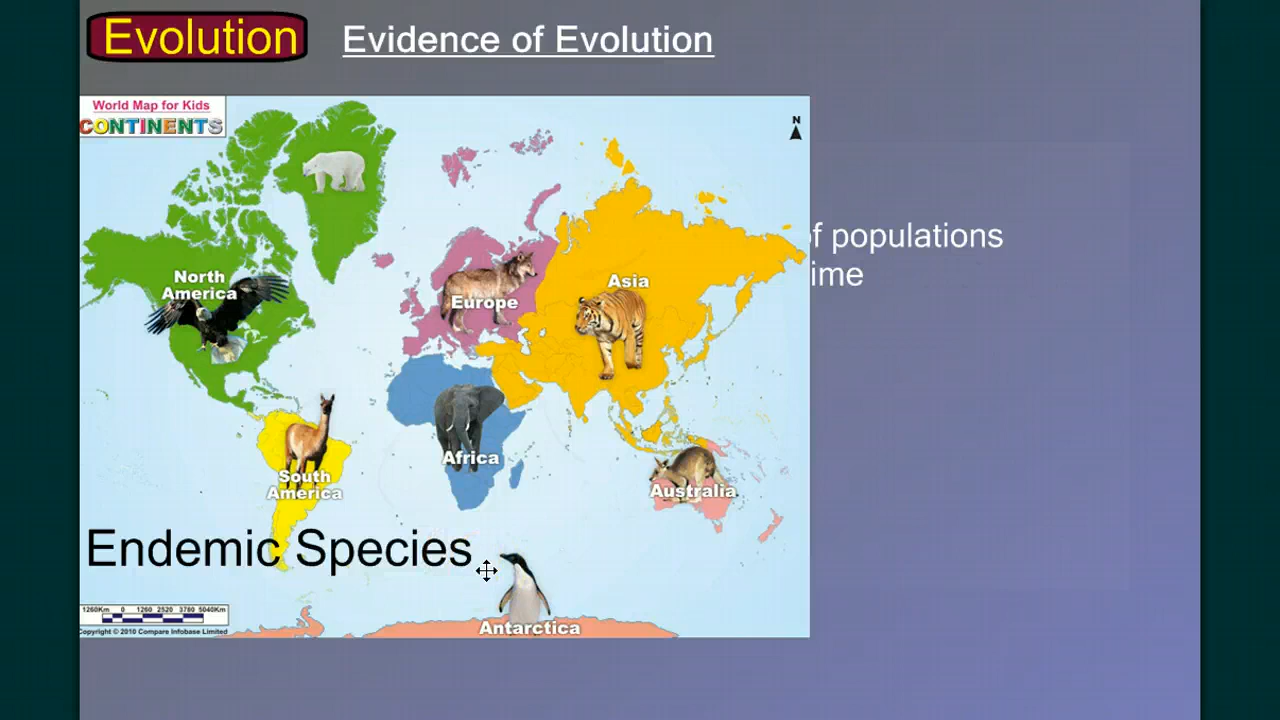 Evolution
Evidence of Evolution
World Map for Kids
CONTINENTS
N
of populations
ime
North
America
Europe
Asia
Africa
South
America
Australia
Endemic Species
1260Km 0 1260 2520 3780 5040Km
Copyright © 2010 Compare Infobase Limited
Antarctica